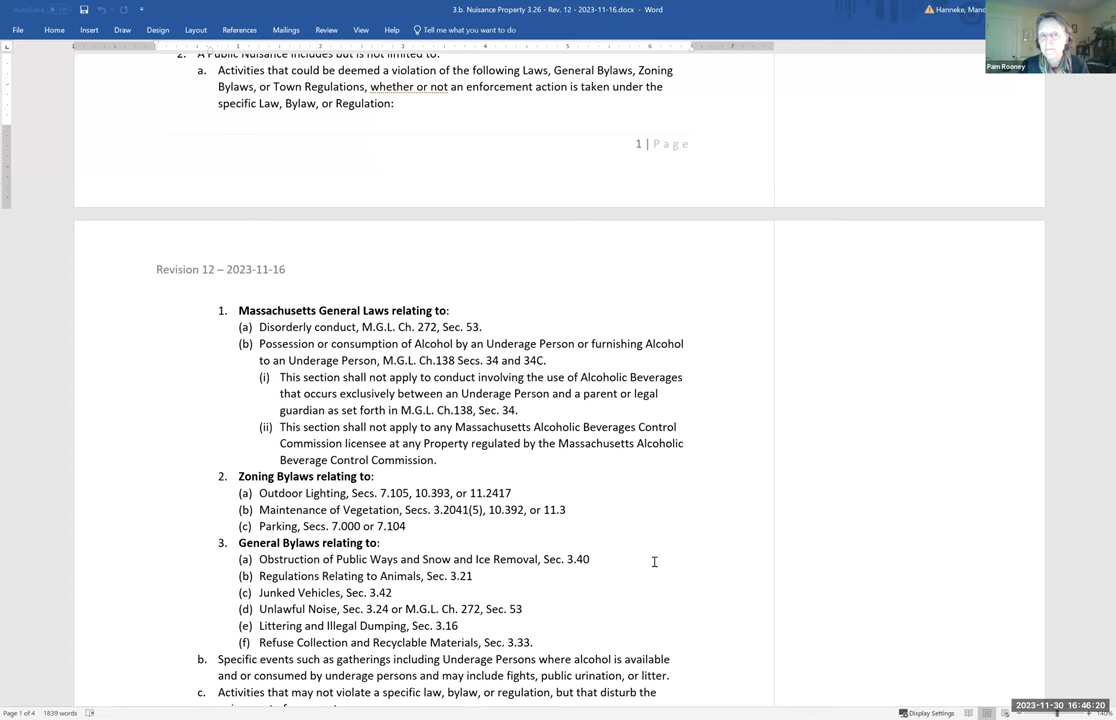 AutoSave
3.b. Nuisance Property 3.26 - Rev. 12 - 2023-11-16.docx - Word
Hanneke,
File Home Insert Draw Design Layout References Mailings Review View Help Tell me what you want to do
Pam Rooney
2. A Public Nuisance includes but is not limited to:
a. Activities that could be deemed a violation of the following Laws, General Bylaws, Zoning
Bylaws, or Town Regulations, whether or not an enforcement action is taken under the
specific Law, Bylaw, or Regulation:
1 | Page
Revision 12 – 2023-11-16
1. Massachusetts General Laws relating to:
(a) Disorderly conduct, M.G.L. Ch. 272, Sec. 53.
(b) Possession or consumption of Alcohol by an Underage Person or furnishing Alcohol
to an Underage Person, M.G.L. Ch.138 Secs. 34 and 34C.
(i) This section shall not apply to conduct involving the use of Alcoholic Beverages
that occurs exclusively between an Underage Person and a parent or legal
guardian as set forth in M.G.L. Ch.138, Sec. 34.
(ii) This section shall not apply to any Massachusetts Alcoholic Beverages Control
Commission licensee at any Property regulated by the Massachusetts Alcoholic
Beverage Control Commission.
2. Zoning Bylaws relating to:
(a) Outdoor Lighting, Secs. 7.105, 10.393, or 11.2417
(b) Maintenance of Vegetation, Secs. 3.2041(5), 10.392, or 11.3
(c) Parking, Secs. 7.000 or 7.104
3. General Bylaws relating to:
(a) Obstruction of Public Ways and Snow and Ice Removal, Sec. 3.40
(b) Regulations Relating to Animals, Sec. 3.21
(c) Junked Vehicles, Sec. 3.42
(d) Unlawful Noise, Sec. 3.24 or M.G.L. Ch. 272, Sec. 53
(e) Littering and Illegal Dumping, Sec. 3.16
(f) Refuse Collection and Recyclable Materials, Sec. 3.33.
b. Specific events such as gatherings including Underage Persons where alcohol is available
and or consumed by underage persons and may include fights, public urination, or litter.
c. Activities that may not violate a specific law, bylaw, or regulation, but that disturb the
2023-11-30 16:46:20
Page 1 of 4 1839 words Display Settings